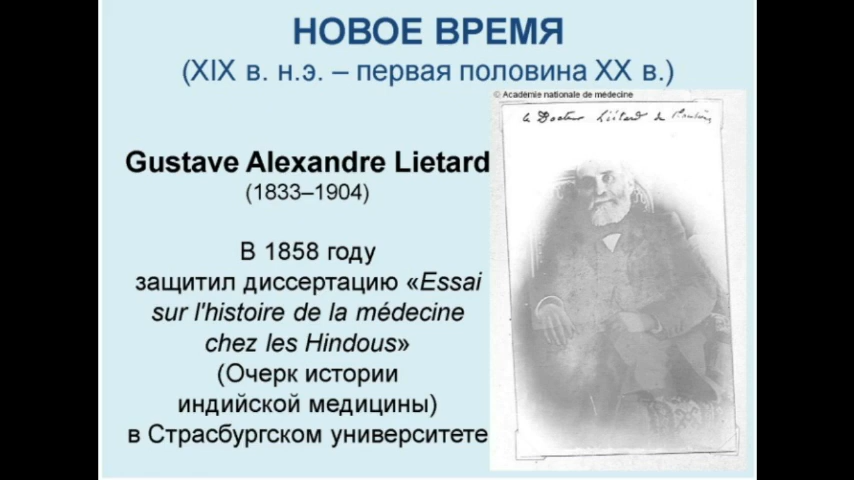 НОВОЕ ВРЕМЯ
(XIX в. н.э. – первая половина XX в.)
© Académie nationale de médecine
Docteur Liétard de
Gustave Alexandre Lietard
(1833–1904)
В 1858 году
защитил диссертацию «Essai
sur l'histoire de la médecine
chez les Hindous»
(Очерк истории
индийской медицины)
в Страсбургском университете